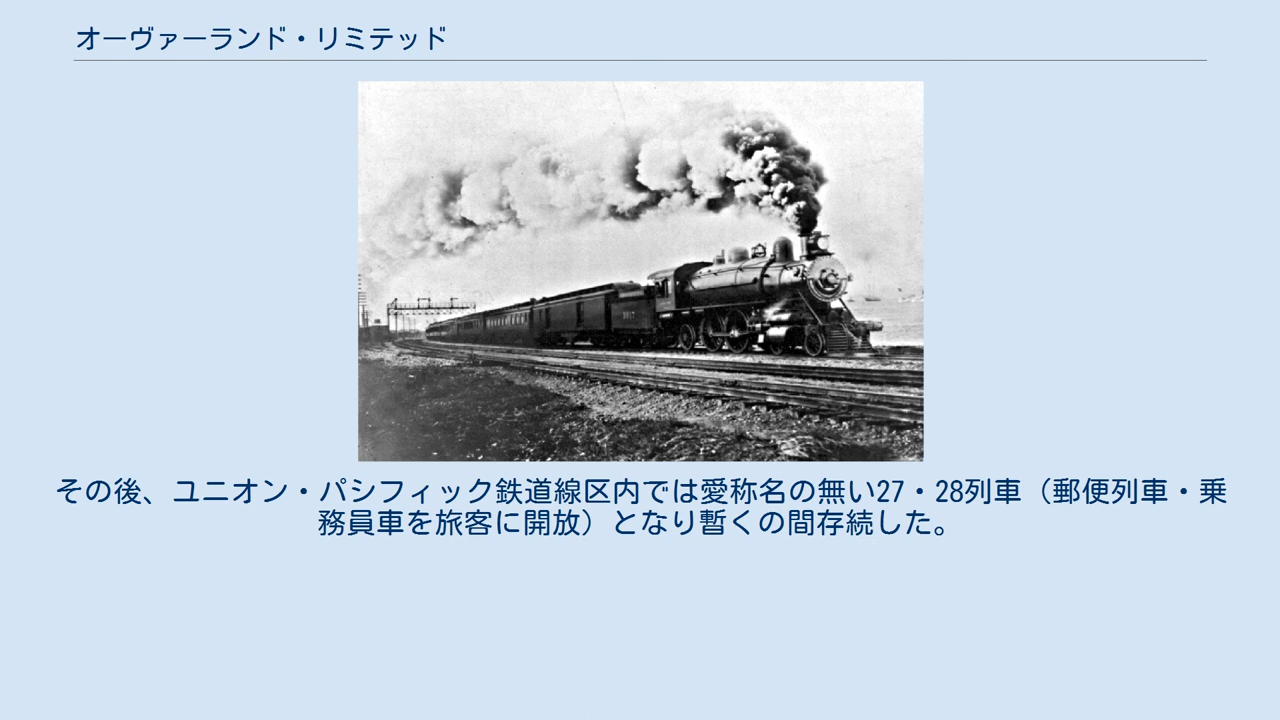 オーヴァーランド・リミテッド
その後、ユニオン・パシフィック鉄道線区内では愛称名の無い27・28列車（郵便列車・乗
務員車を旅客に開放）となり暫くの間存続した。